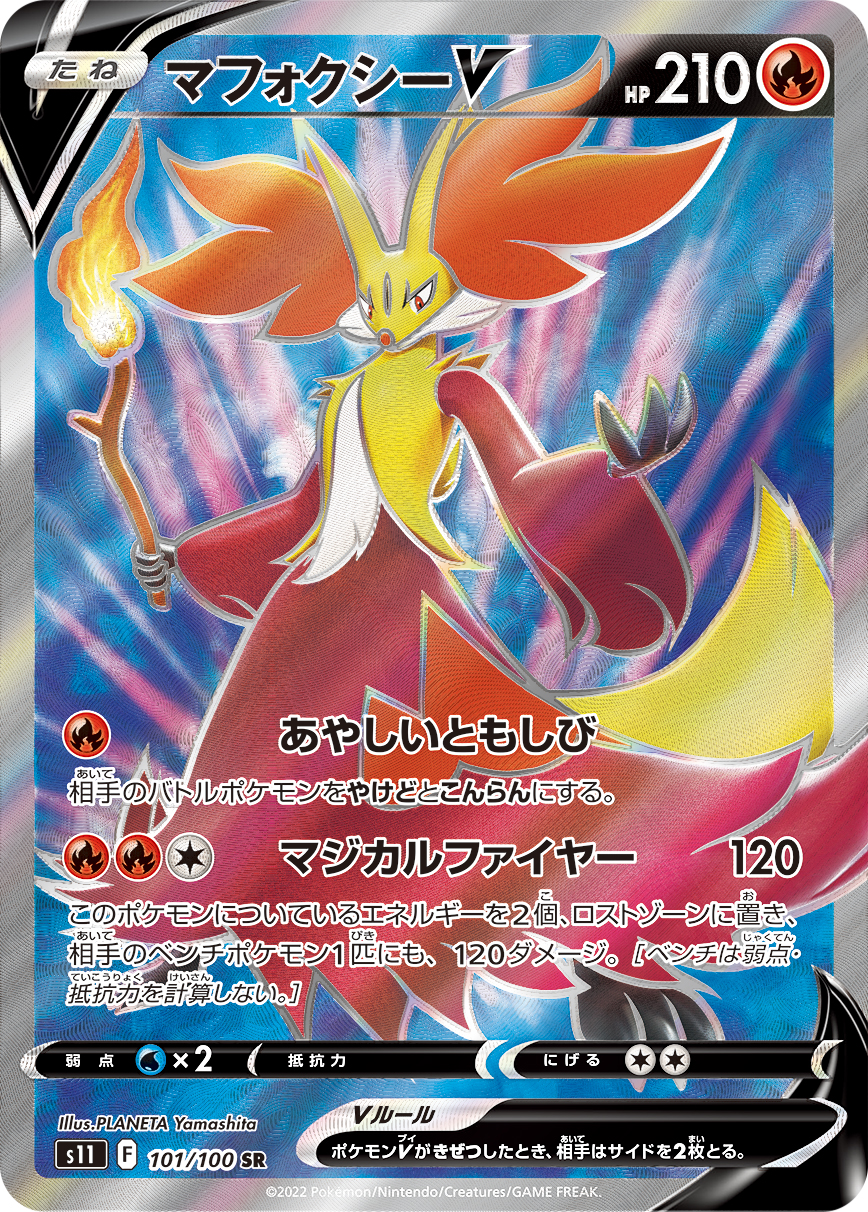 たね マフォクシーV HP 210
あやしいともしび
相手のバトルポケモンをやけどとこんらんにする。
マジカルファイヤー 120
このポケモンについているエネルギーを2個、ロストゾーンに置き、
相手のベンチポケモン1匹にも、120ダメージ。[ベンチは弱点・
抵抗力を計算しない。]
弱点 ×2 抵抗力 にげる
Illus.PLANETA Yamashita
Vルール
ポケモンVがきぜつしたとき、相手はサイドを2枚とる。
s11 F 101/100 SR
©2022 Pokémon/Nintendo/Creatures/GAME FREAK.